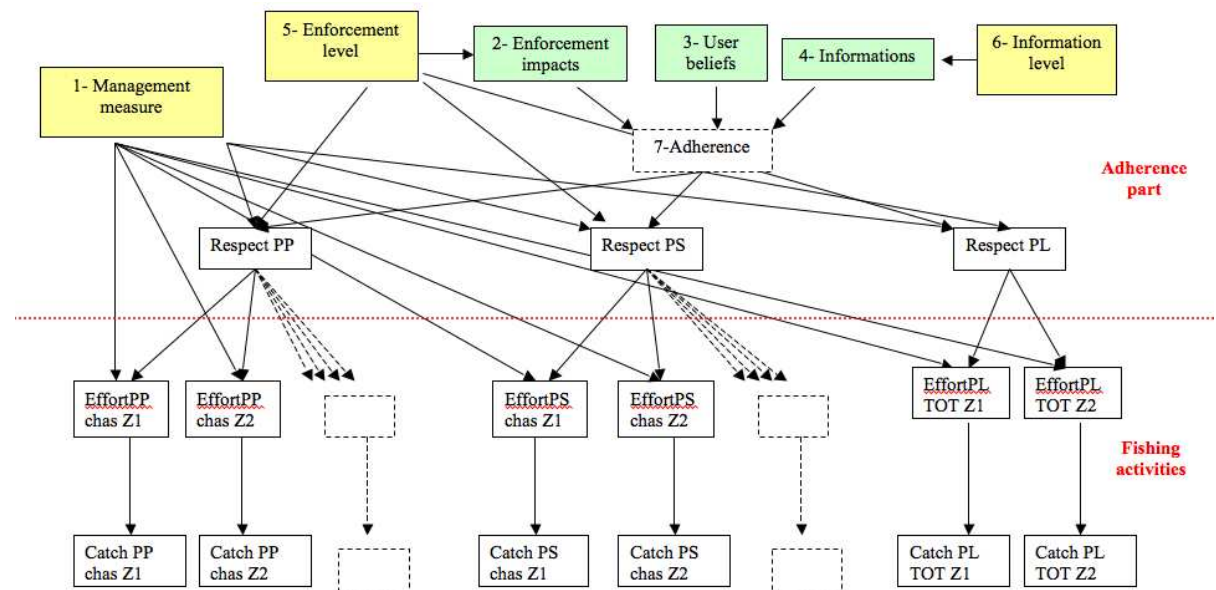 5- Enforcement
level
2- Enforcement
impacts
3- User
beliefs
4- Informations
6- Information
level
1- Management
measure
7-Adherence
Adherence
part
Respect PP
Respect PS
Respect PL
EffortPP
chas Z1
EffortPP
chas Z2
EffortPS
chas Z1
EffortPS
chas Z2
EffortPL
TOT Z1
EffortPL
TOT Z2
Fishing
activities
Catch PP
chas Z1
Catch PP
chas Z2
Catch PS
chas Z1
Catch PS
chas Z2
Catch PL
TOT Z1
Catch PL
TOT Z2